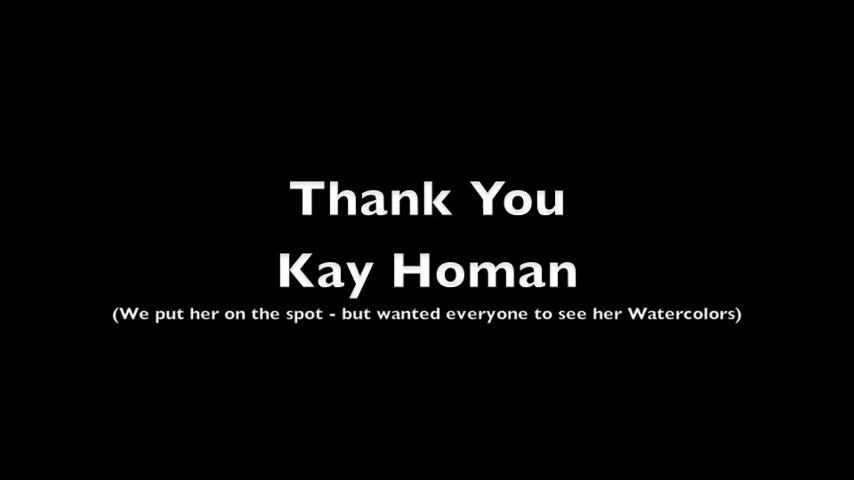 Thank You
Kay Homan
(We put her on the spot - but wanted everyone to see her Watercolors)